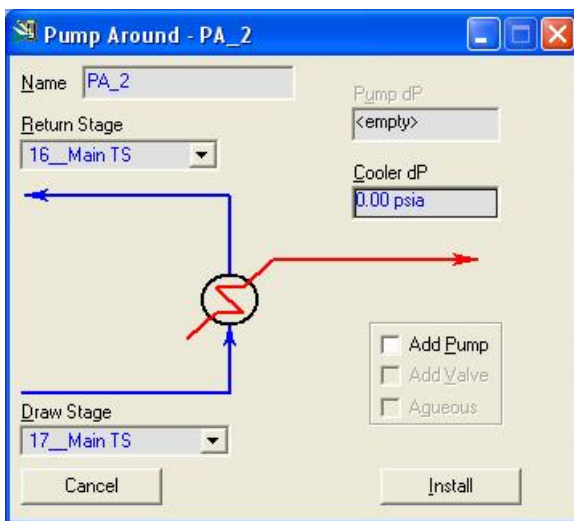 Pump Around - PA_2
Name PA_2
Return Stage
16__Main TS
Pump dP
<empty>
Cooler dP
0.00 psia
Add Pump
Add Valve
Aqueous
Draw Stage
17__Main TS
Cancel
Install